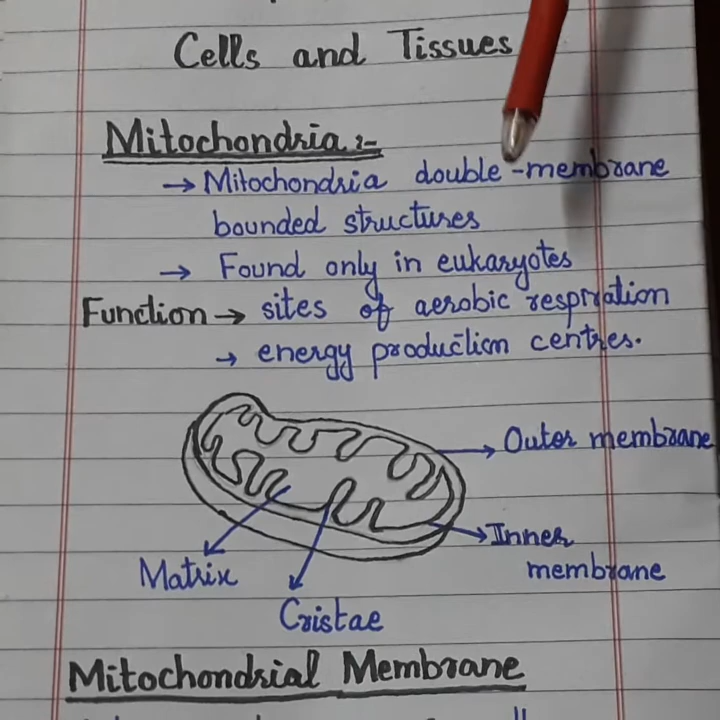 Cells and Tissues
Mitochondria :-
→ Mitochondria double-membrane
bounded structures
→ Found only in eukaryotes
Function → sites of aerobic respiration
→ energy production centres.
Outer membrane
Inner
membrane
Matrix
Cristae
Mitochondrial Membrane